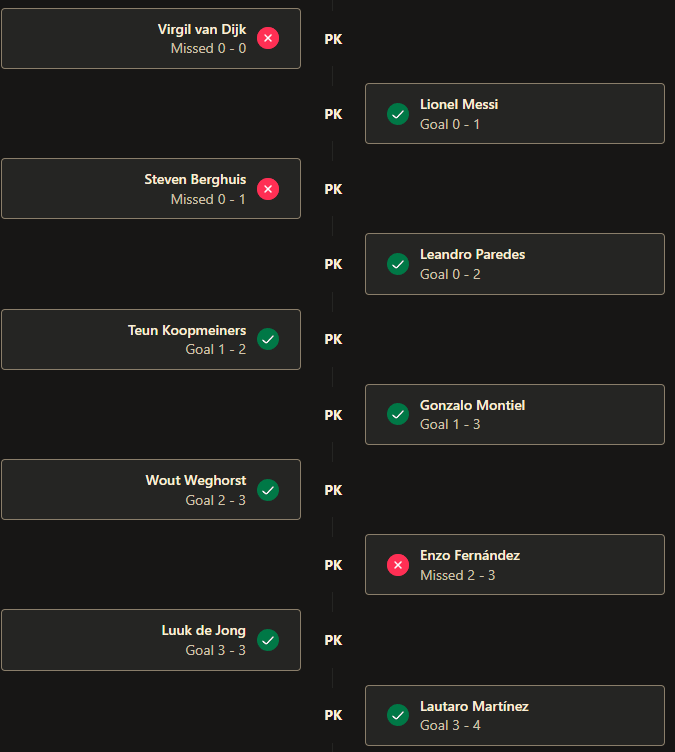 Virgil van Dijk
Missed 0 - 0
PK
PK
Lionel Messi
Goal 0 - 1
Steven Berghuis
Missed 0 - 1
PK
PK
Leandro Paredes
Goal 0 - 2
Teun Koopmeiners
Goal 1 - 2
PK
PK
Gonzalo Montiel
Goal 1 - 3
Wout Weghorst
Goal 2 - 3
PK
PK
Enzo Fernández
Missed 2 - 3
Luuk de Jong
Goal 3 - 3
PK
PK
Lautaro Martínez
Goal 3 - 4